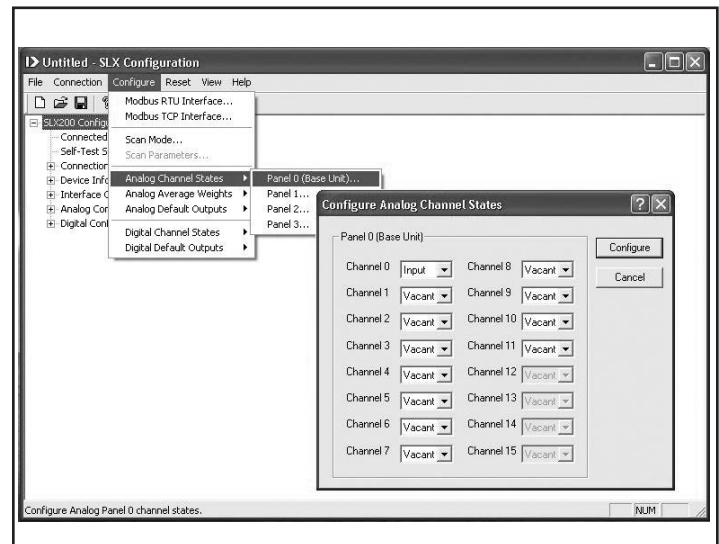 Untitled - SLX Configuration
File Connection Configure Reset View Help
SLX200 Config
Connected
Self-Test S
Connection
Device Info
Interface C
Analog Con
Digital Con
Modbus RTU Interface...
Modbus TCP Interface...
Scan Mode...
Scan Parameters...
Analog Channel States
Analog Average Weights
Analog Default Outputs
Digital Channel States
Digital Default Outputs
Panel 0 (Base Unit)...
Panel 1...
Panel 2...
Panel 3...
Configure Analog Channel States
Panel 0 (Base Unit)
Channel 0 Input Channel 8 Vacant
Channel 1 Vacant Channel 9 Vacant
Channel 2 Vacant Channel 10 Vacant
Channel 3 Vacant Channel 11 Vacant
Channel 4 Vacant Channel 12 Vacant
Channel 5 Vacant Channel 13 Vacant
Channel 6 Vacant Channel 14 Vacant
Channel 7 Vacant Channel 15 Vacant
Configure
Cancel
Configure Analog Panel 0 channel states.
NUM